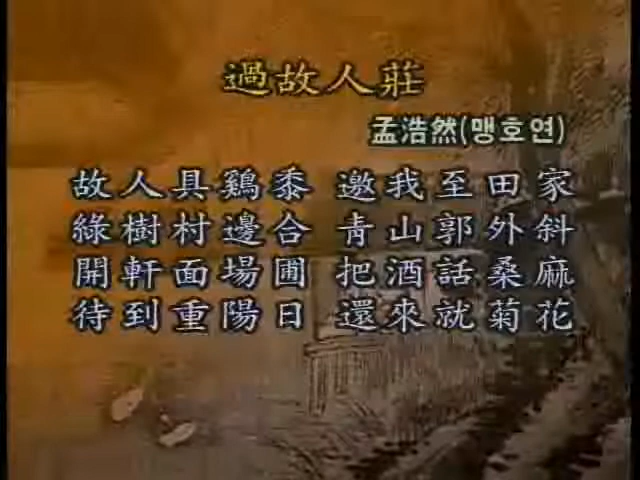 過故人莊
孟浩然(맹호연)
故人具鷄黍 邀我至田家
綠樹村邊合 青山郭外斜
開軒面場圃 把酒話桑麻
待到重陽日 還來就菊花